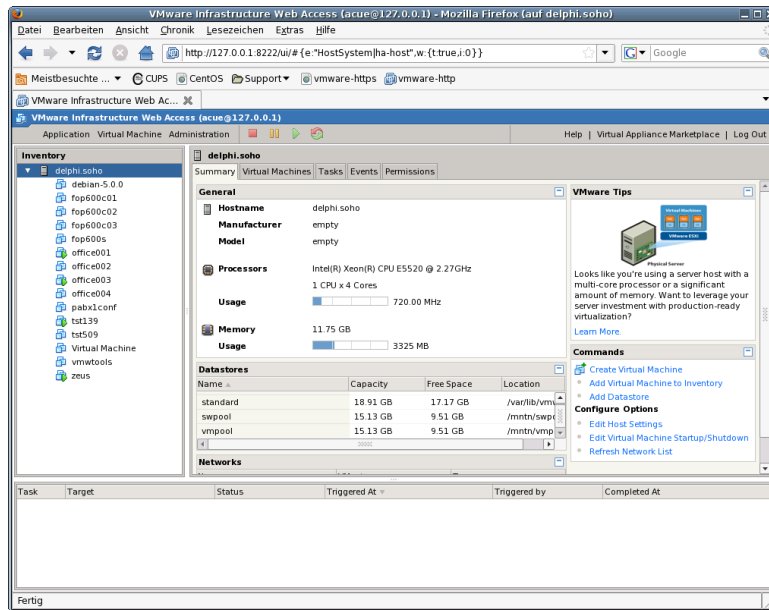 VMware Infrastructure Web Access (acue@127.0.0.1) - Mozilla Firefox (auf delphi.soho)
Datei Bearbeiten Ansicht Chronik Lesezeichen Extras Hilfe
http://127.0.0.1:8222/ui/#{e:"HostSystem|ha-host",w:{t:true,i:0}}
Google
Meistbesuchte ... CUPS CentOS Support vmware-https vmware-http
VMware Infrastructure Web Ac...
VMware Infrastructure Web Access (acue@127.0.0.1)
Application Virtual Machine Administration
Help | Virtual Appliance Marketplace | Log Out
Inventory
delphi.soho
debian-5.0.0
fop600c01
fop600c02
fop600c03
fop600s
office001
office002
office003
office004
pabx1conf
tst139
tst509
Virtual Machine
vmwtools
zeus
delphi.soho
Summary Virtual Machines Tasks Events Permissions
General
Hostname delphi.soho
Manufacturer empty
Model empty
Processors Intel(R) Xeon(R) CPU E5520 @ 2.27GHz
1 CPU x 4 Cores
Usage 720.00 MHz
Memory 11.75 GB
Usage 3325 MB
Datastores
Name Capacity Free Space Location
standard 18.91 GB 17.17 GB /var/lib/vmw
swpool 15.13 GB 9.51 GB /mntn/swpo
vmpool 15.13 GB 9.51 GB /mntn/vmp
Networks
VMware Tips
Physical Server
Looks like you're using a server host with a
multi-core processor or a significant
amount of memory. Want to leverage your
server investment with production-ready
virtualization?
Learn More.
Commands
Create Virtual Machine
Add Virtual Machine to Inventory
Add Datastore
Configure Options
Edit Host Settings
Edit Virtual Machine Startup/Shutdown
Refresh Network List
Task Target Status Triggered At Triggered by Completed At
Fertig